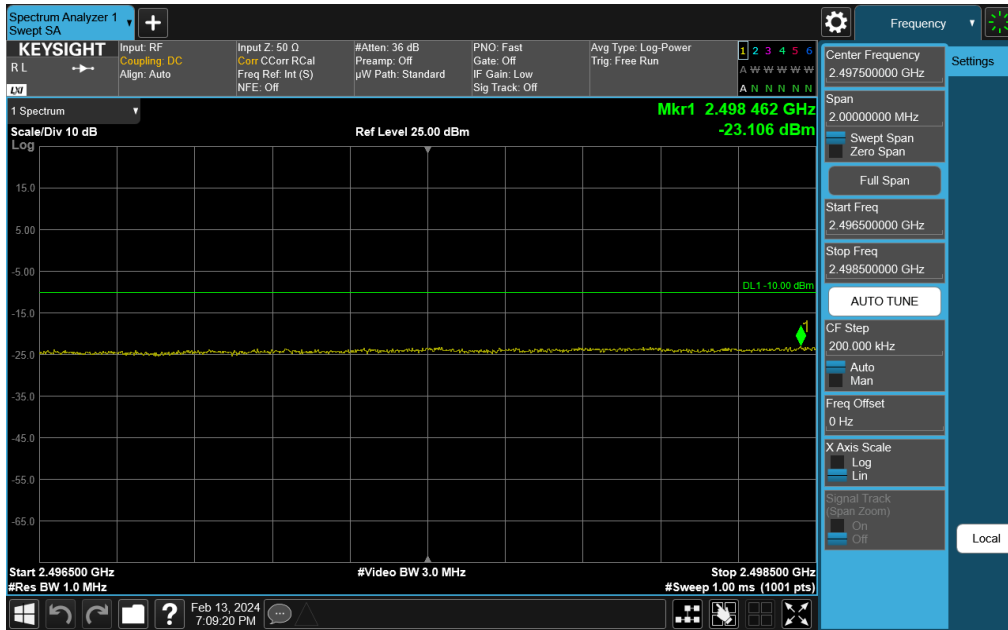 Spectrum Analyzer 1
Swept SA
Frequency
KEYSIGHT
R L
LXI
Input: RF
Coupling: DC
Align: Auto
Input Z: 50 Ω
Corr CCorr RCal
Freq Ref: Int (S)
NFE: Off
#Atten: 36 dB
Preamp: Off
µW Path: Standard
PNO: Fast
Gate: Off
IF Gain: Low
Sig Track: Off
Avg Type: Log-Power
Trig: Free Run
1 2 3 4 5 6
A W W W W W
A N N N N N
1 Spectrum
Mkr1 2.498 462 GHz
Scale/Div 10 dB
Ref Level 25.00 dBm
-23.106 dBm
Log
15.0
5.00
-5.00
DL1 -10.00 dBm
-15.0
1
-25.0
-35.0
-45.0
-55.0
-65.0
Start 2.496500 GHz
#Video BW 3.0 MHz
Stop 2.498500 GHz
#Res BW 1.0 MHz
#Sweep 1.00 ms (1001 pts)
?
Feb 13, 2024
7:09:20 PM
Center Frequency
2.497500000 GHz
Settings
Span
2.00000000 MHz
Swept Span
Zero Span
Full Span
Start Freq
2.496500000 GHz
Stop Freq
2.498500000 GHz
AUTO TUNE
CF Step
200.000 kHz
Auto
Man
Freq Offset
0 Hz
X Axis Scale
Log
Lin
Signal Track
(Span Zoom)
On
Off
Local